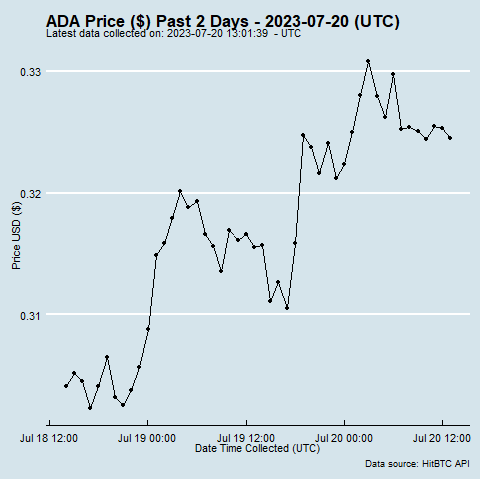 ADA Price ($) Past 2 Days - 2023-07-20 (UTC)
Latest data collected on: 2023-07-20 13:01:39  - UTC
0.33
0.32
0.31
Price USD ($)
Jul 18 12:00 Jul 19 00:00 Jul 19 12:00 Jul 20 00:00 Jul 20 12:00
Date Time Collected (UTC)
Data source: HitBTC API